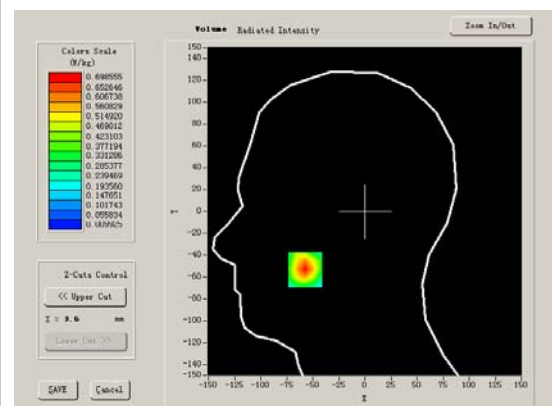 Volume Radiated Intensity
Zoom In/Out
Colors Scale
(W/kg)
0.698555
0.652646
0.606738
0.560829
0.514920
0.469012
0.423103
0.377194
0.331286
0.285377
0.239469
0.193560
0.147651
0.101743
0.055834
150
140
120
100
80
60
40
20
0
-20
-40
-60
-80
-100
-120
-140
-150
Y
-150 -125 -100 -75 -50 -25 0 25 50 75 100 125 150
X
Z-Cuts Control
<< Upper Cut
Z = 9.6 mm
Lower Cut >>
SAVE
Cancel